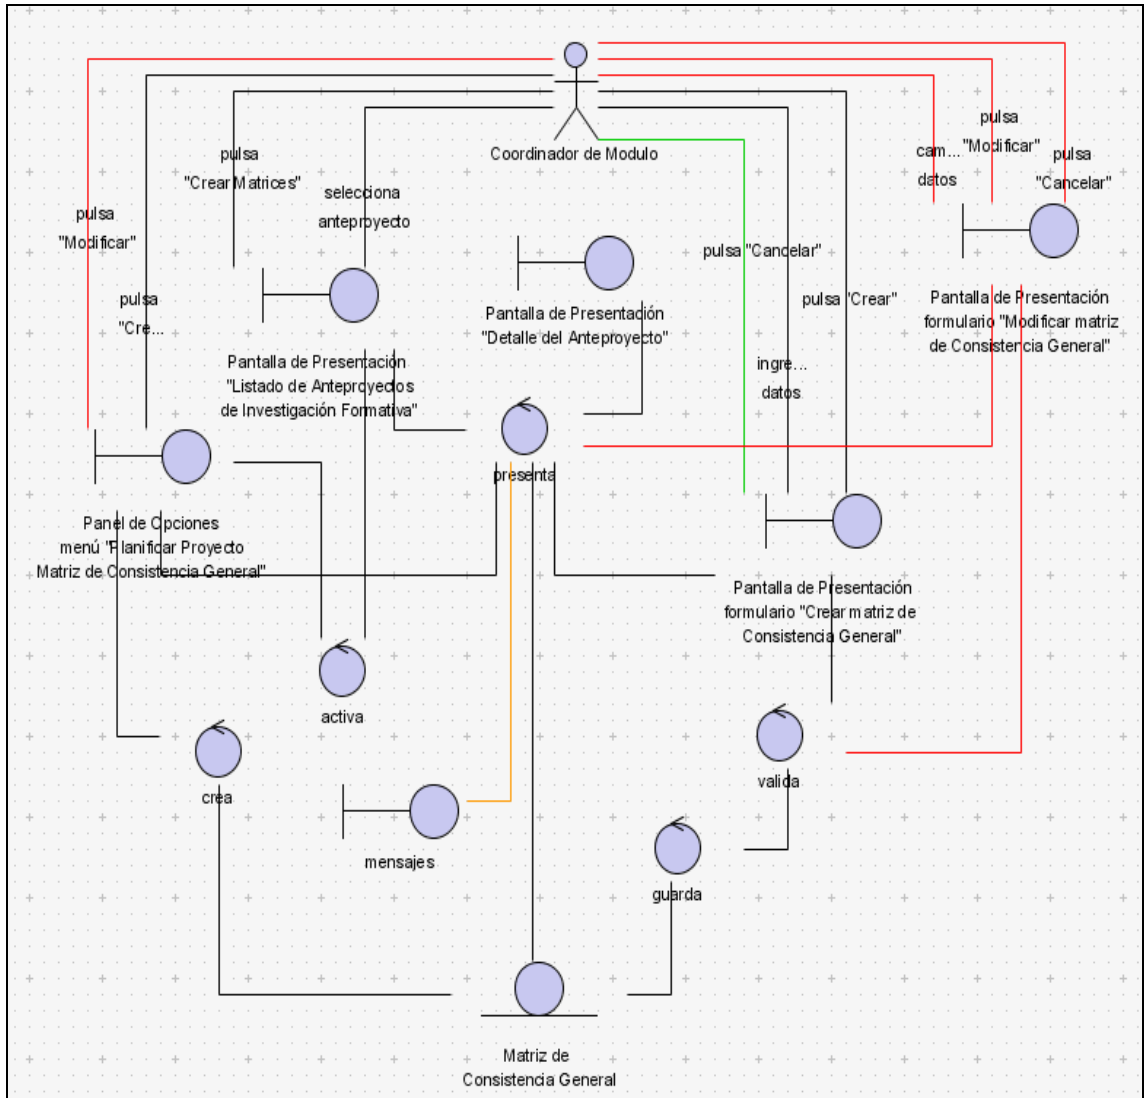 Coordinador de Modulo
pulsa
"Crear Matrices"
selecciona
anteproyecto
pulsa
"Modificar"
pulsa
"Cre...
pulsa "Cancelar"
pulsa "Crear"
ingre...
datos
cam...
datos
pulsa
"Modificar"
pulsa
"Cancelar"
Pantalla de Presentación
"Listado de Anteproyectos
de Investigación Formativa"
Pantalla de Presentación
"Detalle del Anteproyecto"
Pantalla de Presentación
formulario "Modificar matriz
de Consistencia General"
presenta
Panel de Opciones
menú "Planificar Proyecto
Matriz de Consistencia General"
Pantalla de Presentación
formulario "Crear matriz de
Consistencia General"
activa
crea
valida
mensajes
guarda
Matriz de
Consistencia General